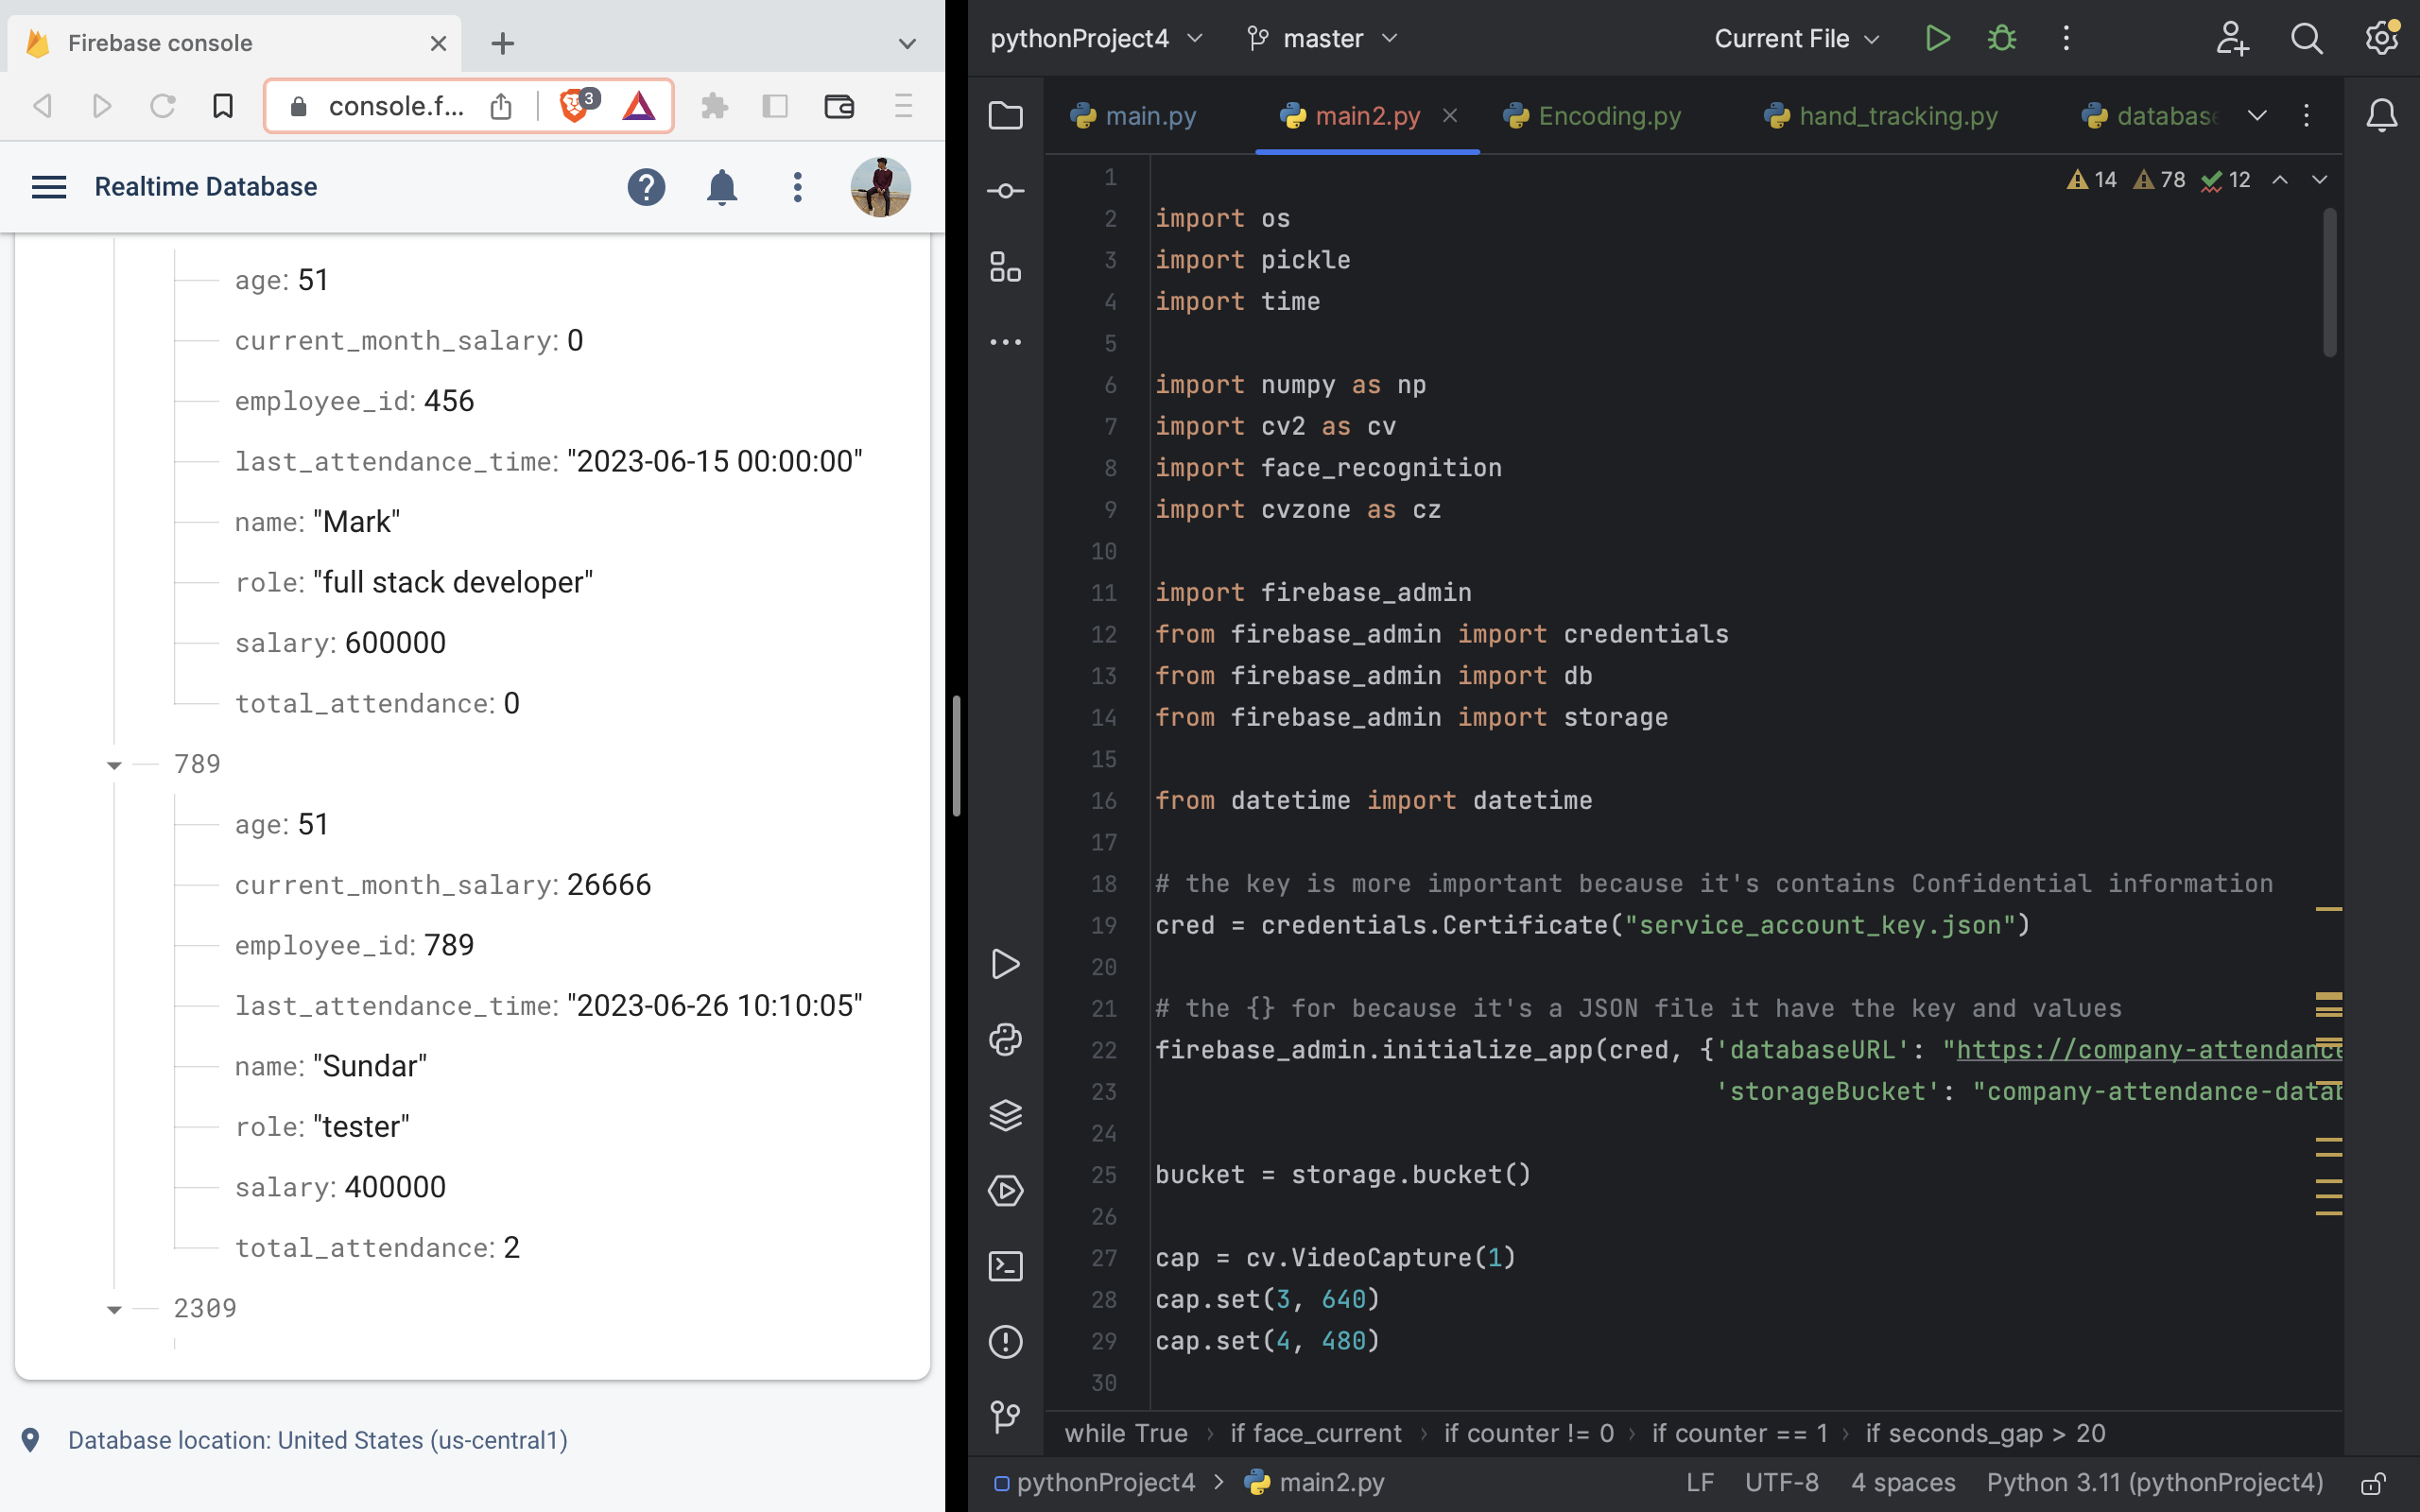 Firebase console
console.f...
3
Realtime Database
age: 51
current_month_salary: 0
employee_id: 456
last_attendance_time: "2023-06-15 00:00:00"
name: "Mark"
role: "full stack developer"
salary: 600000
total_attendance: 0
789
age: 51
current_month_salary: 26666
employee_id: 789
last_attendance_time: "2023-06-26 10:10:05"
name: "Sundar"
role: "tester"
salary: 400000
total_attendance: 2
2309
Database location: United States (us-central1)
pythonProject4
master
Current File
main.py
main2.py
Encoding.py
hand_tracking.py
database
14 78 12
1
2 import os
3 import pickle
4 import time
5
6 import numpy as np
7 import cv2 as cv
8 import face_recognition
9 import cvzone as cz
10
11 import firebase_admin
12 from firebase_admin import credentials
13 from firebase_admin import db
14 from firebase_admin import storage
15
16 from datetime import datetime
17
18 # the key is more important because it's contains Confidential information
19 cred = credentials.Certificate("service_account_key.json")
20
21 # the {} for because it's a JSON file it have the key and values
22 firebase_admin.initialize_app(cred, {'databaseURL': "https://company-attendance
23 'storageBucket': "company-attendance-datab
24
25 bucket = storage.bucket()
26
27 cap = cv.VideoCapture(1)
28 cap.set(3, 640)
29 cap.set(4, 480)
30
while True › if face_current › if counter != 0 › if counter == 1 › if seconds_gap > 20
pythonProject4 > main2.py
LF UTF-8 4 spaces Python 3.11 (pythonProject4)